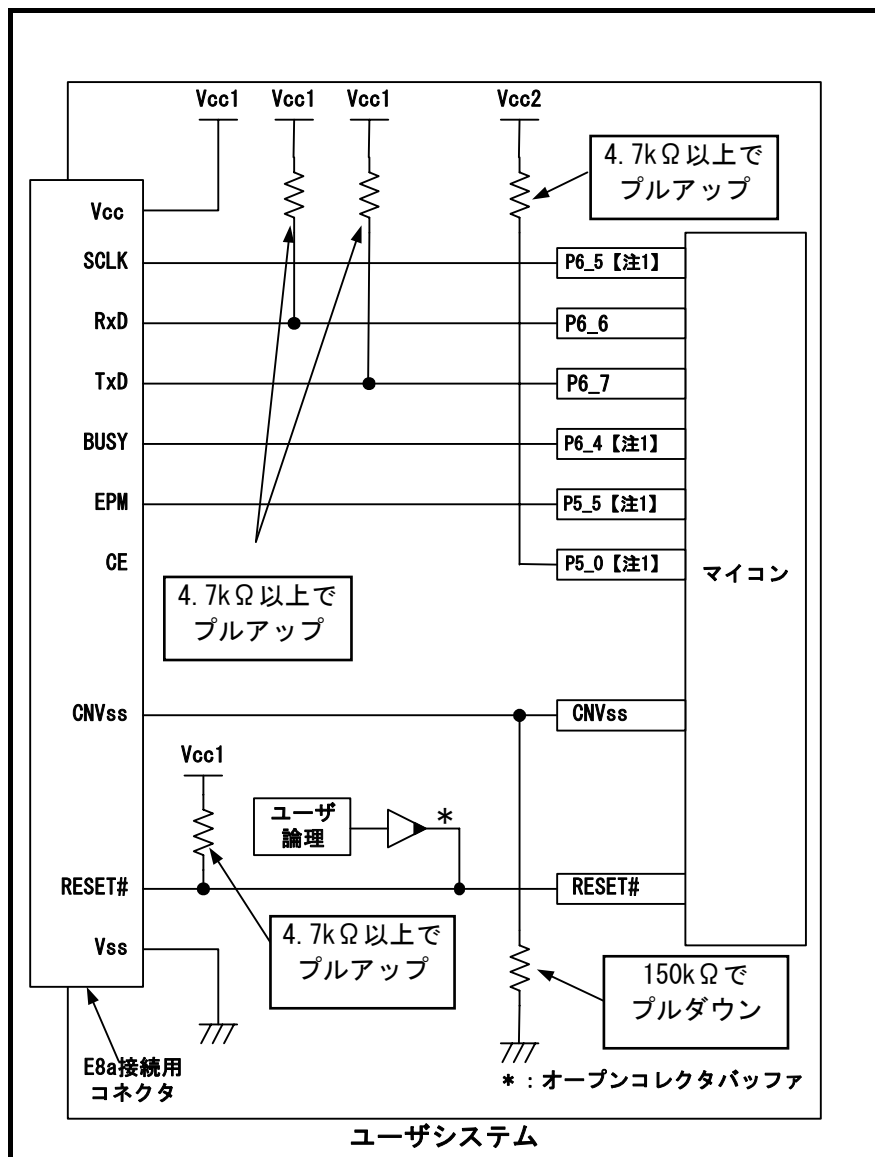 Vcc1 Vcc1 Vcc1 Vcc2
4.7kΩ以上で
プルアップ
Vcc
SCLK
P6_5【注1】
RxD
P6_6
TxD
P6_7
BUSY
P6_4【注1】
EPM
P5_5【注1】
CE
P5_0【注1】
マイコン
4.7kΩ以上で
プルアップ
CNVss
CNVss
Vcc1
ユーザ
論理
*
RESET#
RESET#
4.7kΩ以上で
プルアップ
Vss
150kΩで
プルダウン
E8a接続用
コネクタ
*：オープンコレクタバッファ
ユーザシステム